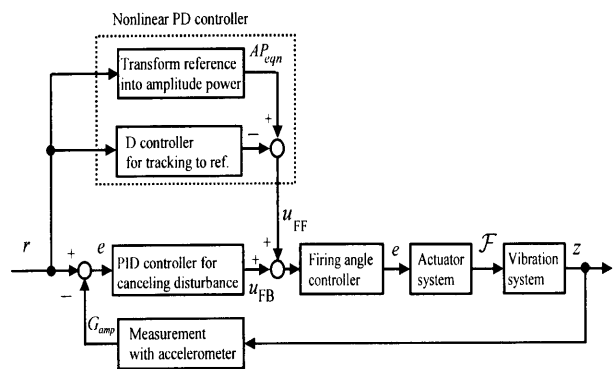 Nonlinear PD controller
Transform reference
into amplitude power
AP_eqn
+
−
D controller
for tracking to ref.
u_FF
r
+
e
−
PID controller for
canceling disturbance
+
u_FB
+
Firing angle
controller
e
Actuator
system
ℱ
Vibration
system
z
G_amp
Measurement
with accelerometer